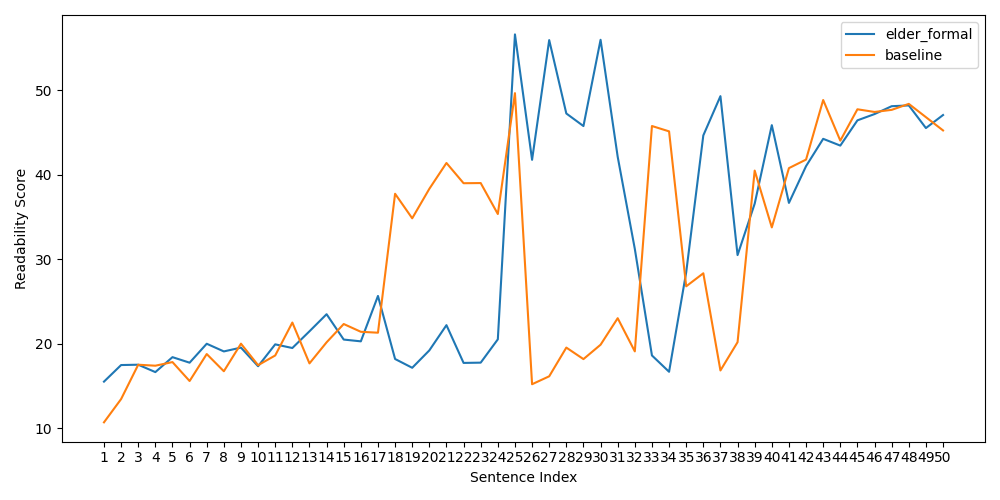 elder_formal
baseline
50
40
30
20
10
Readability Score
1 2 3 4 5 6 7 8 9 10 11 12 13 14 15 16 17 18 19 20 21 22 23 24 25 26 27 28 29 30 31 32 33 34 35 36 37 38 39 40 41 42 43 44 45 46 47 48 49 50
Sentence Index